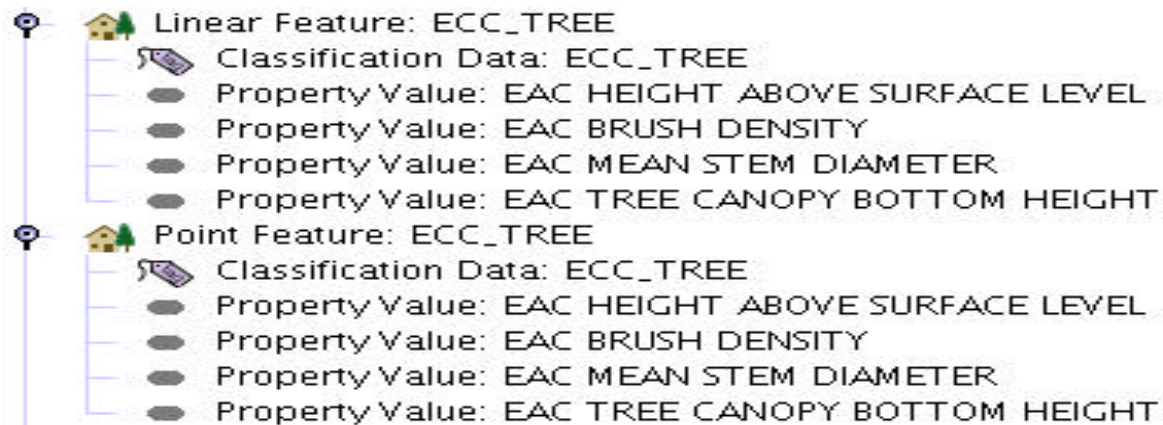 Linear Feature: ECC_TREE
Classification Data: ECC_TREE
Property Value: EAC HEIGHT ABOVE SURFACE LEVEL
Property Value: EAC BRUSH DENSITY
Property Value: EAC MEAN STEM DIAMETER
Property Value: EAC TREE CANOPY BOTTOM HEIGHT
Point Feature: ECC_TREE
Classification Data: ECC_TREE
Property Value: EAC HEIGHT ABOVE SURFACE LEVEL
Property Value: EAC BRUSH DENSITY
Property Value: EAC MEAN STEM DIAMETER
Property Value: EAC TREE CANOPY BOTTOM HEIGHT